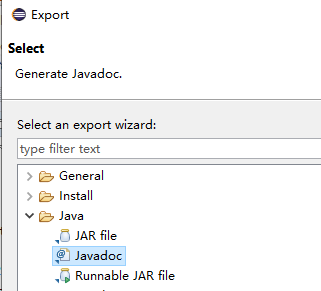 Export
Select
Generate Javadoc.
Select an export wizard:
type filter text
General
Install
Java
JAR file
Javadoc
Runnable JAR file